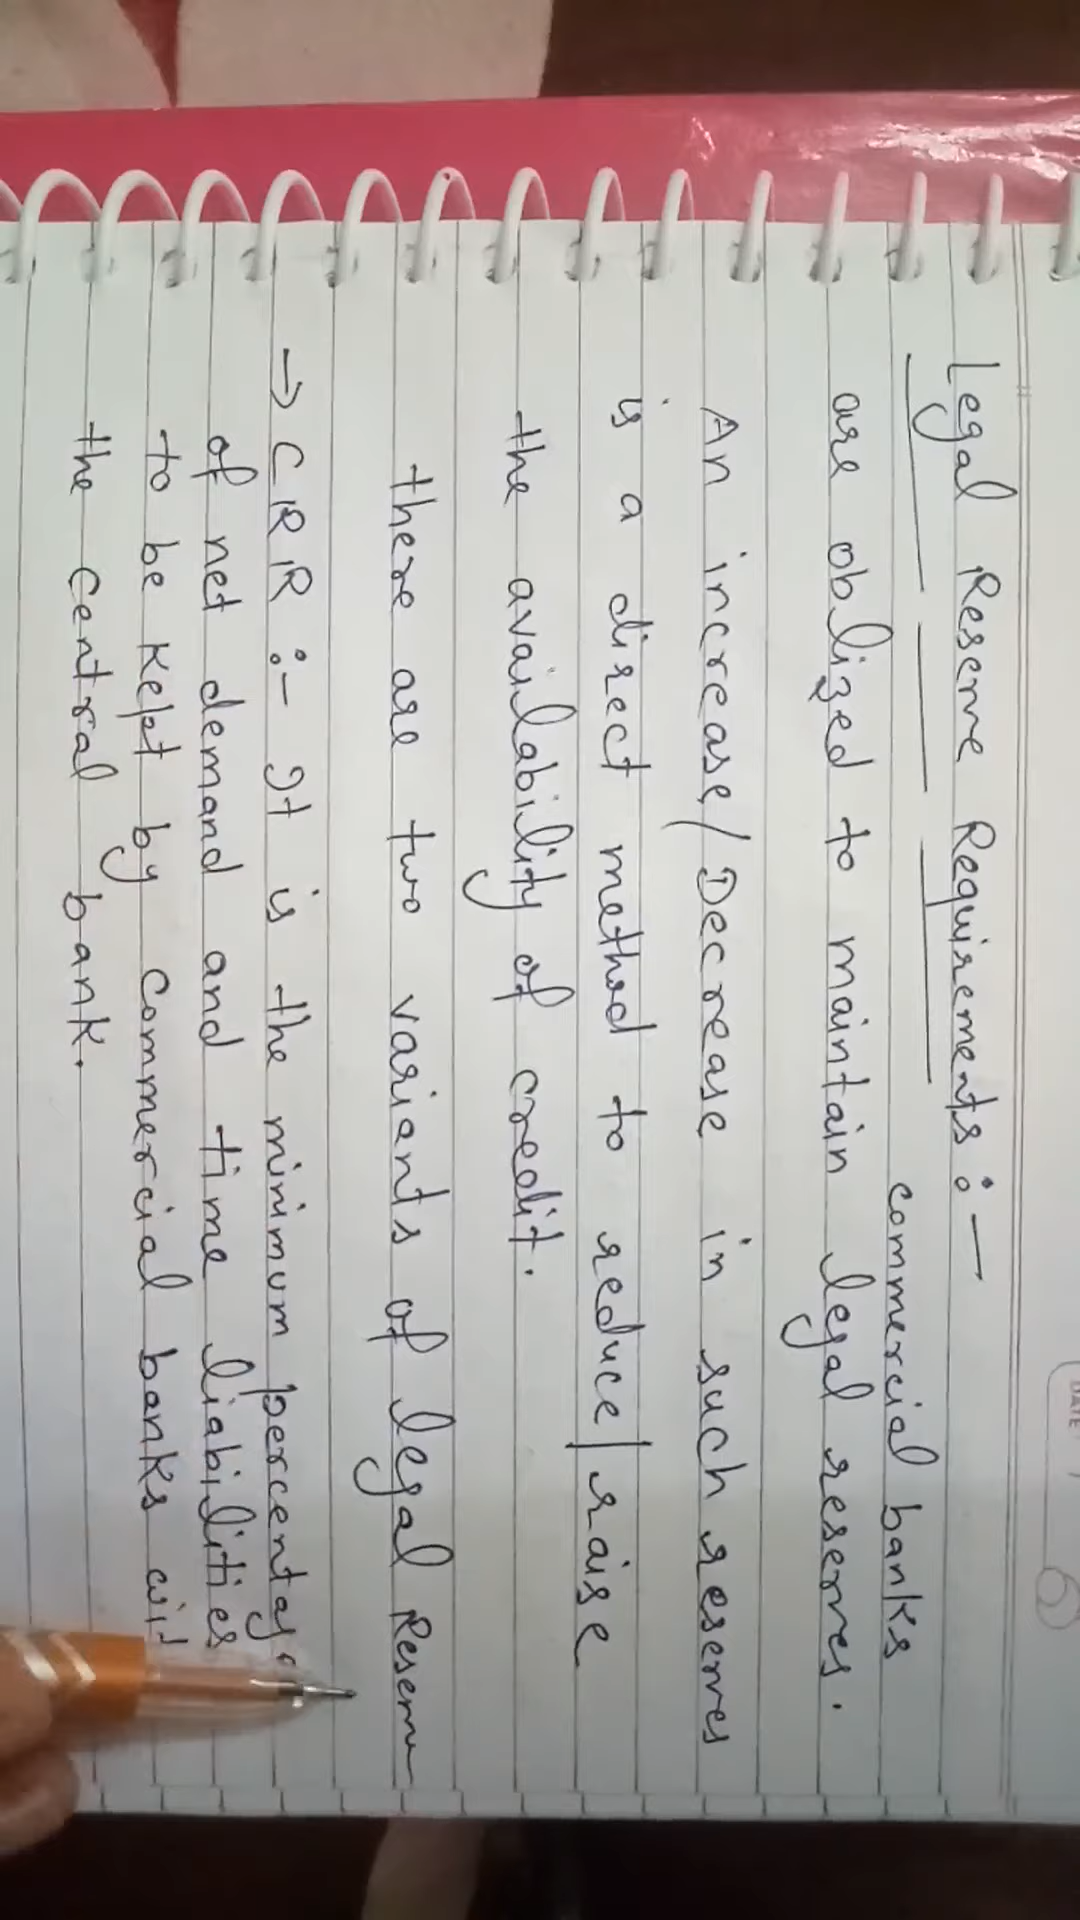 DATE
Legal Reserve Requirements :-
commercial banks
are oblized to maintain legal reserves.
An increase/Decrease in such reserves
is a direct method to reduce/raise
the availability of credit.
there are two variants of legal Reserve
→ CRR :- It is the minimum percentage
of net demand and time liabilities
to be kept by commercial banks with
the central bank.